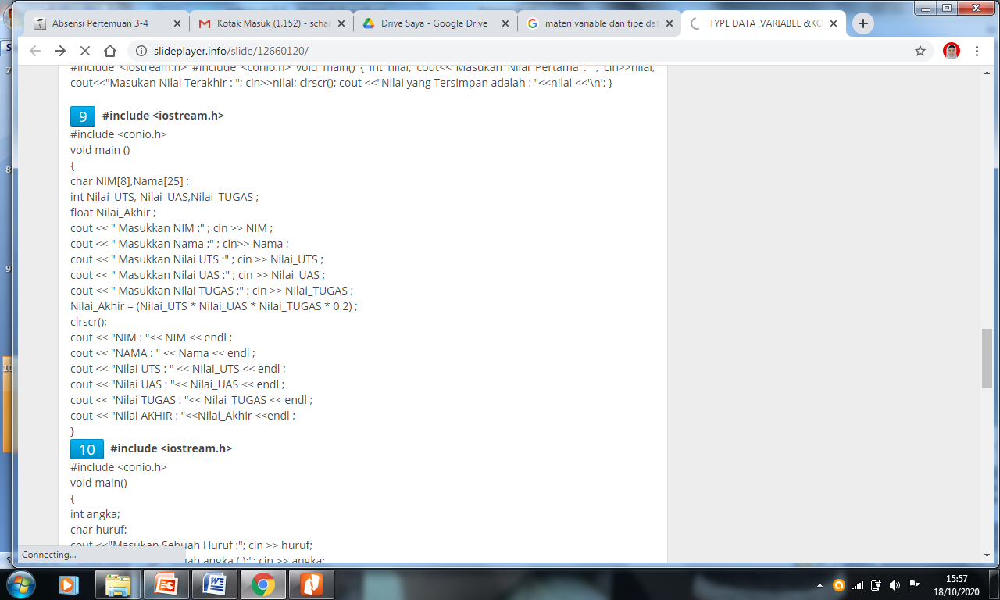 Absensi Pertemuan 3-4
Kotak Masuk (1.152) - schar
Drive Saya - Google Drive
materi variable dan tipe dat
TYPE DATA ,VARIABEL &KO
slideplayer.info/slide/12660120/
#include <iostream.h> #include <conio.h> void main() { int nilai; cout<<"Masukan Nilai Pertama : "; cin>>nilai;
cout<<"Masukan Nilai Terakhir : "; cin>>nilai; clrscr(); cout <<"Nilai yang Tersimpan adalah : "<<nilai <<'\n'; }
9 #include <iostream.h>
#include <conio.h>
void main ()
{
char NIM[8],Nama[25] ;
int Nilai_UTS, Nilai_UAS,Nilai_TUGAS ;
float Nilai_Akhir ;
cout << " Masukkan NIM :" ; cin >> NIM ;
cout << " Masukkan Nama :" ; cin>> Nama ;
cout << " Masukkan Nilai UTS :" ; cin >> Nilai_UTS ;
cout << " Masukkan Nilai UAS :" ; cin >> Nilai_UAS ;
cout << " Masukkan Nilai TUGAS :" ; cin >> Nilai_TUGAS ;
Nilai_Akhir = (Nilai_UTS * Nilai_UAS * Nilai_TUGAS * 0.2) ;
clrscr();
cout << "NIM : "<< NIM << endl ;
cout << "NAMA : " << Nama << endl ;
cout << "Nilai UTS : " << Nilai_UTS << endl ;
cout << "Nilai UAS : "<< Nilai_UAS << endl ;
cout << "Nilai TUGAS : "<< Nilai_TUGAS << endl ;
cout << "Nilai AKHIR : "<<Nilai_Akhir <<endl ;
}
10 #include <iostream.h>
#include <conio.h>
void main()
{
int angka;
char huruf;
cout <<"Masukan Sebuah Huruf :"; cin >> huruf;
angka ( ):"; cin >> angka;
Connecting...
7
8
9
10
15:57
18/10/2020